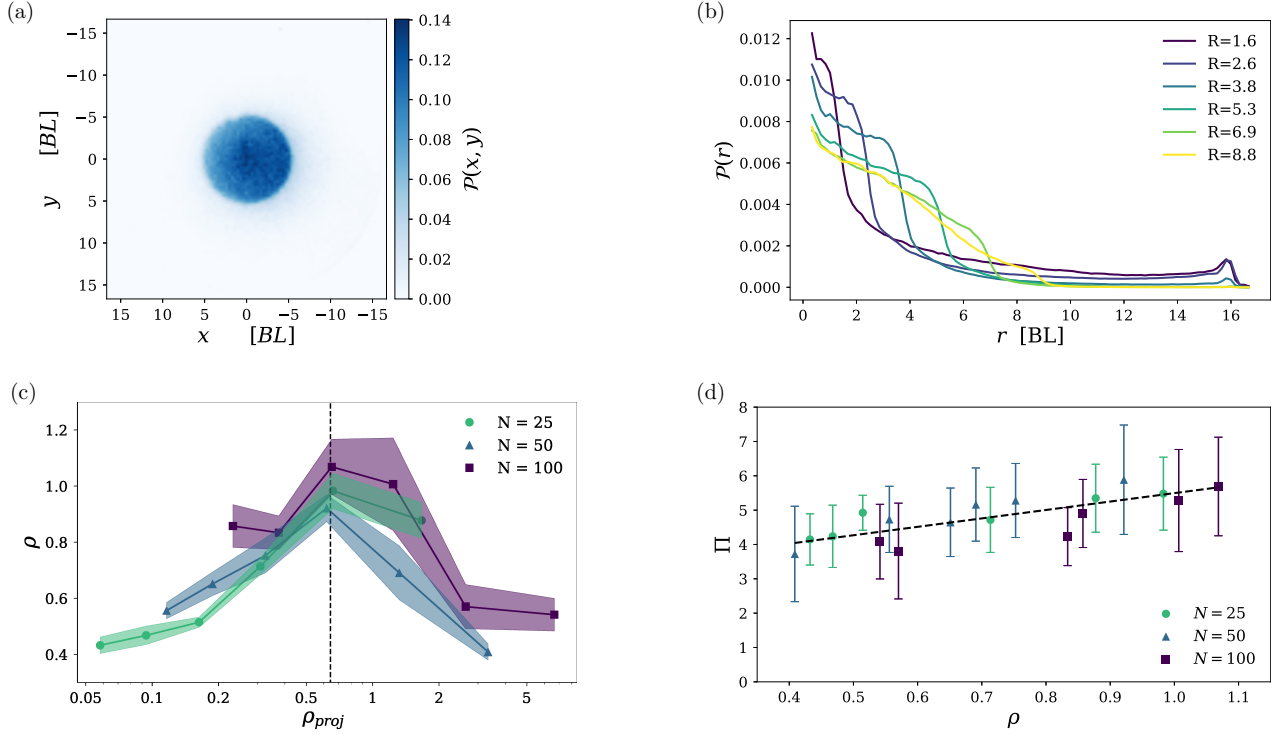 (a)
−15
−10
−5
0
5
10
15
y [BL]
15 10 5 0 −5 −10 −15
x [BL]
0.14
0.12
0.10
0.08
0.06
0.04
0.02
0.00
P(x, y)
(b)
0.012
0.010
0.008
0.006
0.004
0.002
0.000
P(r)
0 2 4 6 8 10 12 14 16
r [BL]
R=1.6
R=2.6
R=3.8
R=5.3
R=6.9
R=8.8
(c)
1.2
1.0
0.8
0.6
0.4
ρ
0.05 0.1 0.2 0.5 1 2 5
ρproj
N = 25
N = 50
N = 100
(d)
8
7
6
5
4
3
2
1
0
Π
0.4 0.5 0.6 0.7 0.8 0.9 1.0 1.1
ρ
N = 25
N = 50
N = 100